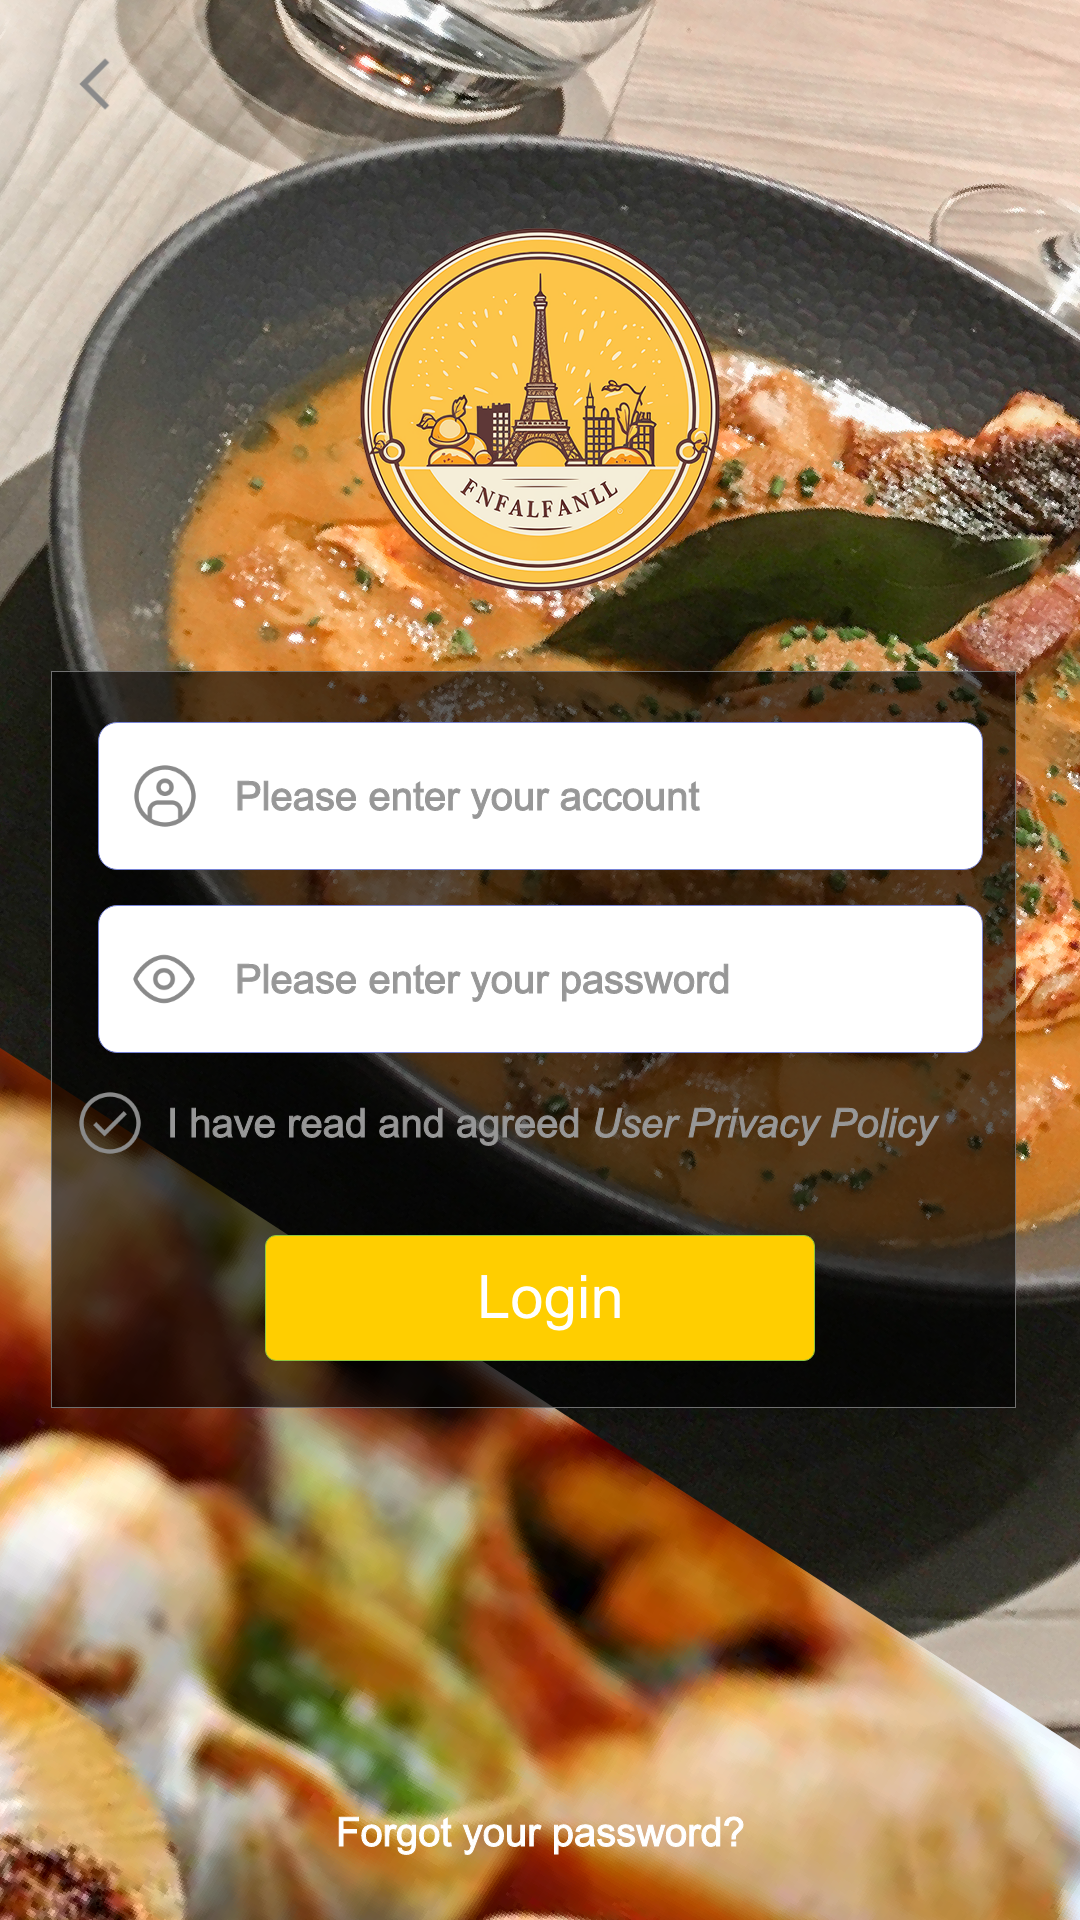 FNFALFANLL
Please enter your account
Please enter your password
I have read and agreed User Privacy Policy
Login
Forgot your password?